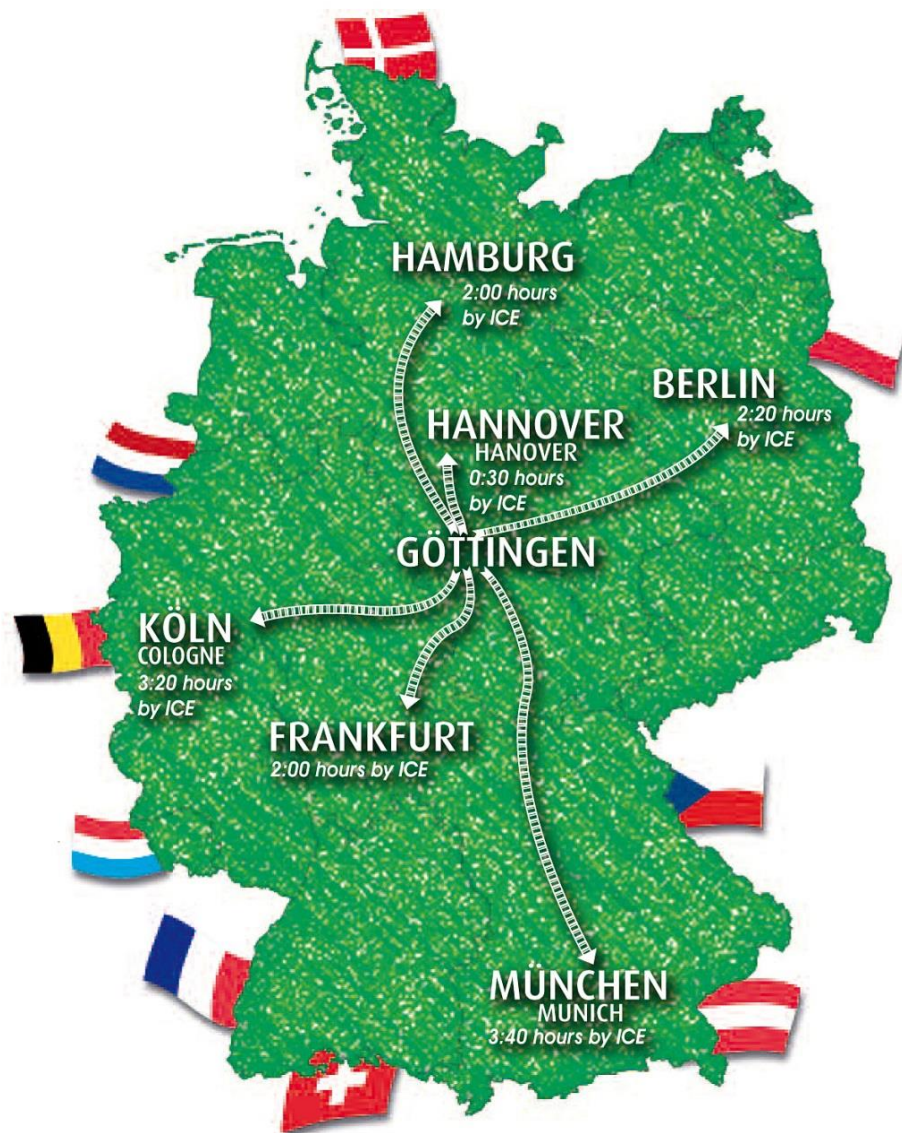 HAMBURG
2:00 hours
by ICE
BERLIN
2:20 hours
by ICE
HANNOVER
HANOVER
0:30 hours
by ICE
GÖTTINGEN
KÖLN
COLOGNE
3:20 hours
by ICE
FRANKFURT
2:00 hours by ICE
MÜNCHEN
MUNICH
3:40 hours by ICE